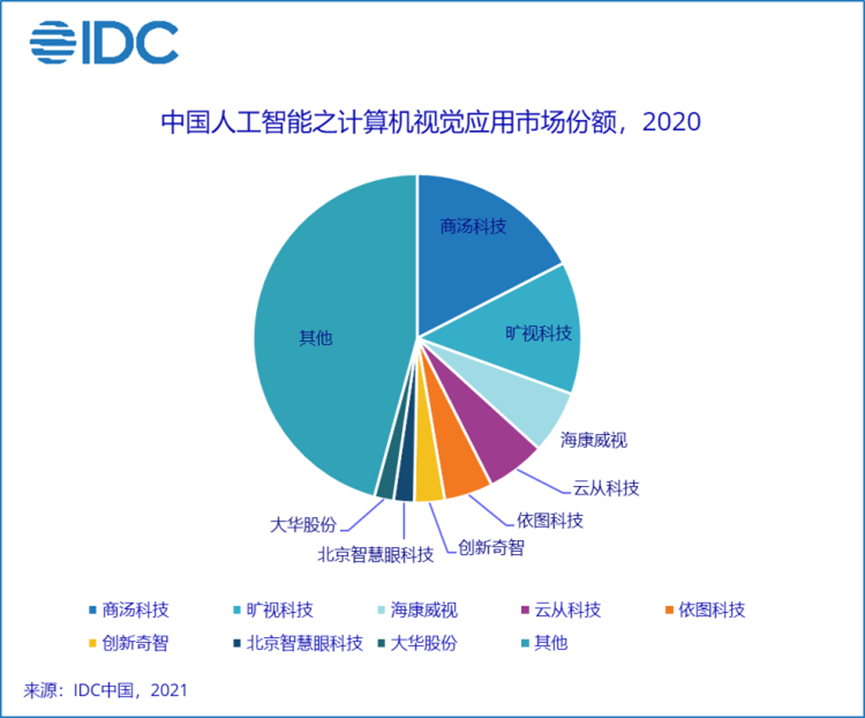 IDC
中国人工智能之计算机视觉应用市场份额，2020
商汤科技
旷视科技
其他
海康威视
云从科技
依图科技
大华股份
创新奇智
北京智慧眼科技
商汤科技 旷视科技 海康威视 云从科技 依图科技
创新奇智 北京智慧眼科技 大华股份 其他
来源：IDC中国，2021